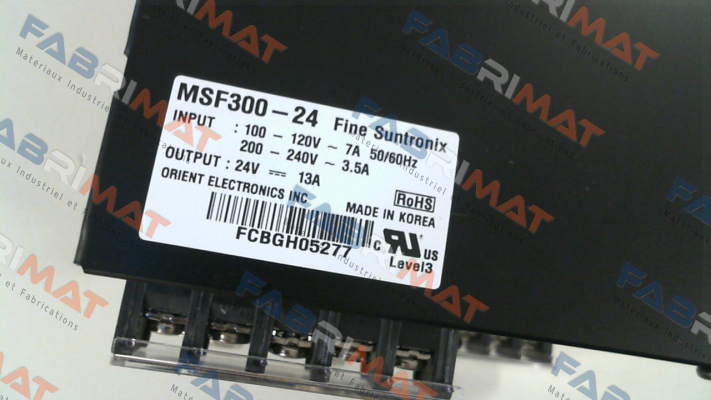 MSF300-24 Fine Suntronix
INPUT : 100 - 120V ~ 7A 50/60Hz
200 - 240V ~ 3.5A
OUTPUT : 24V ⎓ 13A
ORIENT ELECTRONICS INC
RoHS
MADE IN KOREA
FCBGH05277
C RU US
Level3
FABRIMAT
Materiaux Industriel et Fabrications